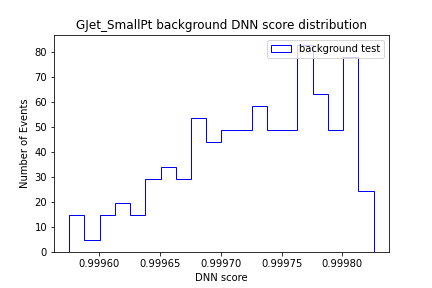 GJet_SmallPt background DNN score distribution
background test
Number of Events
80
70
60
50
40
30
20
10
0
0.99960 0.99965 0.99970 0.99975 0.99980
DNN score